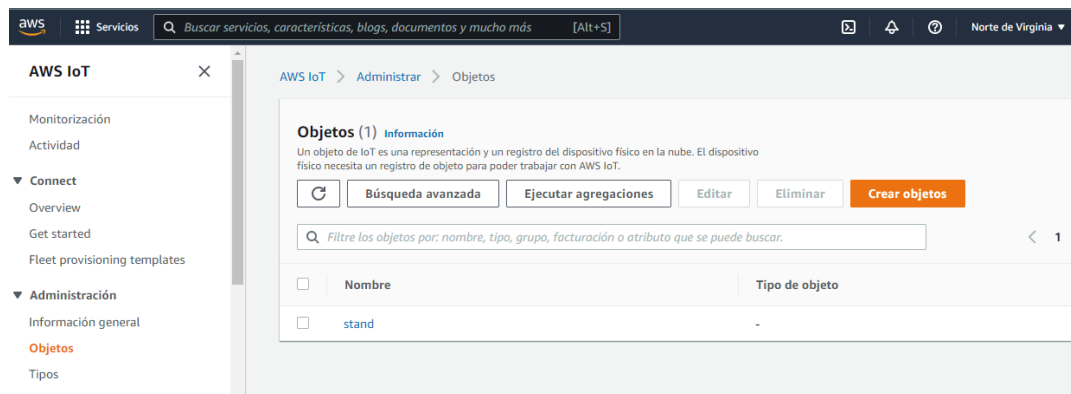 aws Servicios Buscar servicios, características, blogs, documentos y mucho más [Alt+S] Norte de Virginia
AWS IoT
Monitorización
Actividad
Connect
Overview
Get started
Fleet provisioning templates
Administración
Información general
Objetos
Tipos
AWS IoT > Administrar > Objetos
Objetos (1) Información
Un objeto de IoT es una representación y un registro del dispositivo físico en la nube. El dispositivo
físico necesita un registro de objeto para poder trabajar con AWS IoT.
Búsqueda avanzada Ejecutar agregaciones Editar Eliminar Crear objetos
Filtre los objetos por: nombre, tipo, grupo, facturación o atributo que se puede buscar.
< 1
Nombre Tipo de objeto
stand -